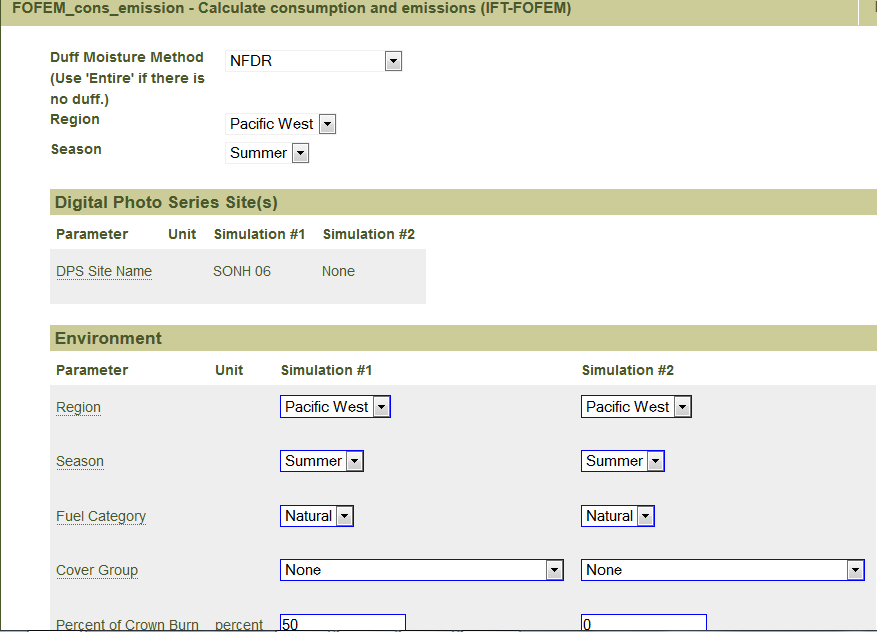 FOFEM_cons_emission - Calculate consumption and emissions (IFT-FOFEM)
Duff Moisture Method NFDR
(Use 'Entire' if there is
no duff.)
Region Pacific West
Season Summer
Digital Photo Series Site(s)
Parameter Unit Simulation #1 Simulation #2
DPS Site Name SONH 06 None
Environment
Parameter Unit Simulation #1 Simulation #2
Region Pacific West Pacific West
Season Summer Summer
Fuel Category Natural Natural
Cover Group None None
Percent of Crown Burn percent 50 0